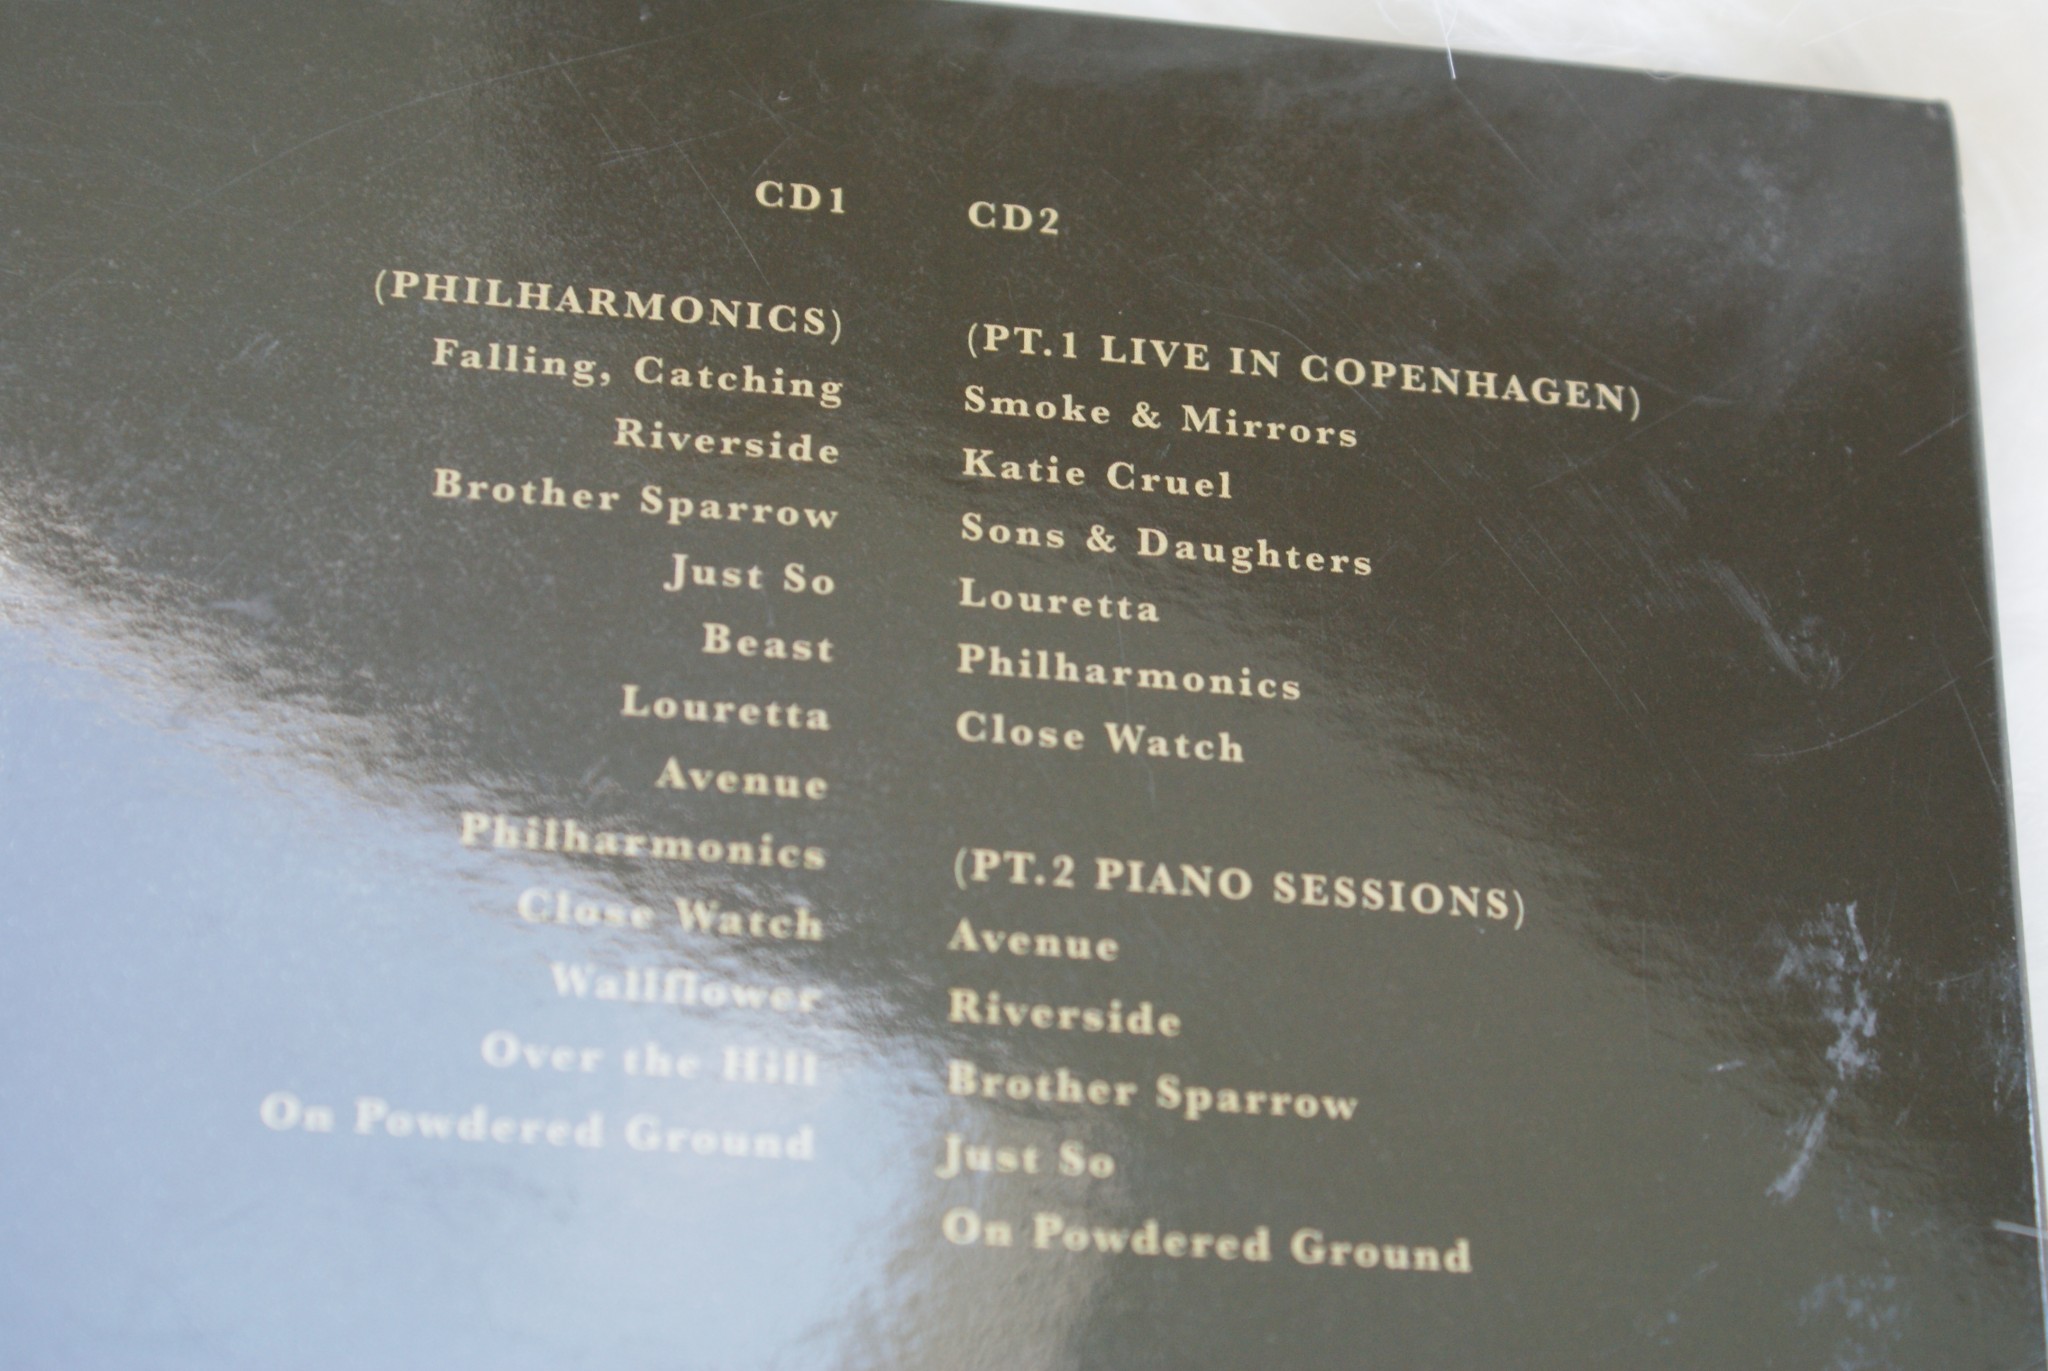 CD1
(PHILHARMONICS)
Falling, Catching
Riverside
Brother Sparrow
Just So
Beast
Louretta
Avenue
Philharmonics
Close Watch
Wallflower
Over the Hill
On Powdered Ground
CD2
(PT.1 LIVE IN COPENHAGEN)
Smoke & Mirrors
Katie Cruel
Sons & Daughters
Louretta
Philharmonics
Close Watch
(PT.2 PIANO SESSIONS)
Avenue
Riverside
Brother Sparrow
Just So
On Powdered Ground